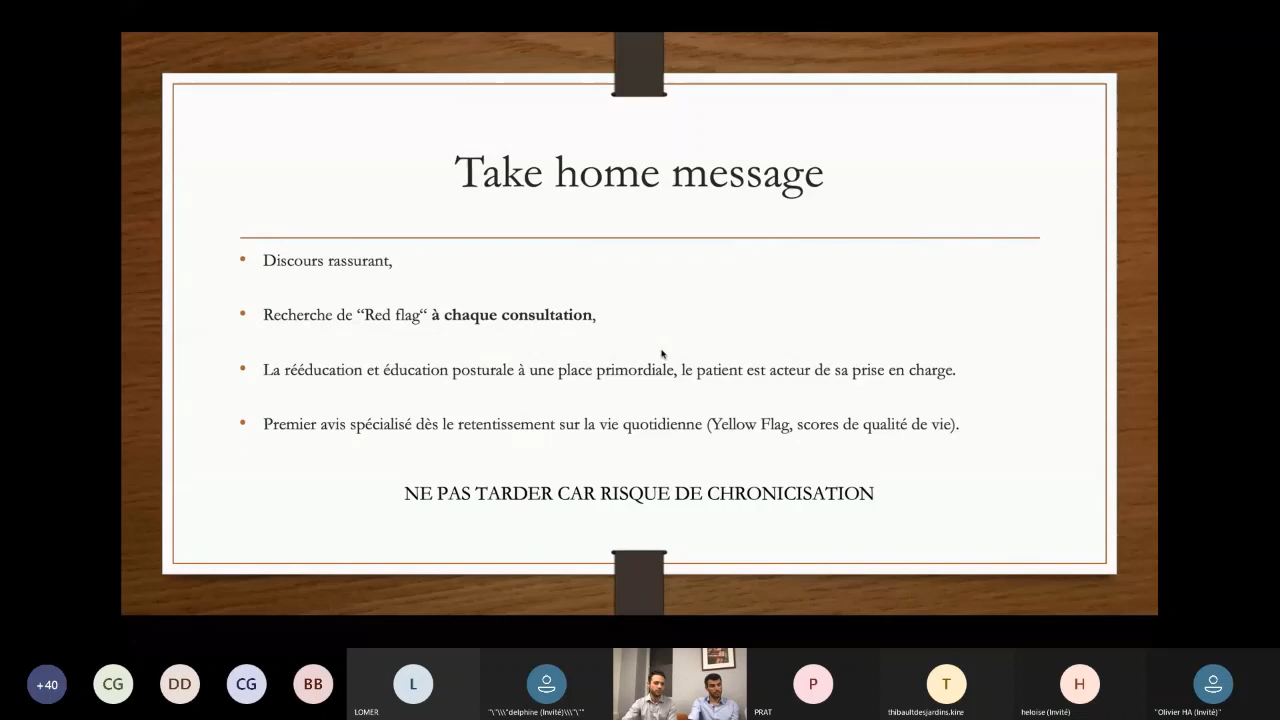 Take home message
• Discours rassurant,
• Recherche de “Red flag“ à chaque consultation,
• La rééducation et éducation posturale à une place primordiale, le patient est acteur de sa prise en charge.
• Premier avis spécialisé dès le retentissement sur la vie quotidienne (Yellow Flag, scores de qualité de vie).
NE PAS TARDER CAR RISQUE DE CHRONICISATION
+40
CG
DD
CG
BB
L
P
T
H
LOMER
"\"\\\"delphine (Invité)\\\"\""
PRAT
thibaultdesjardins.kine
heloise (Invité)
"Olivier HA (Invité)"